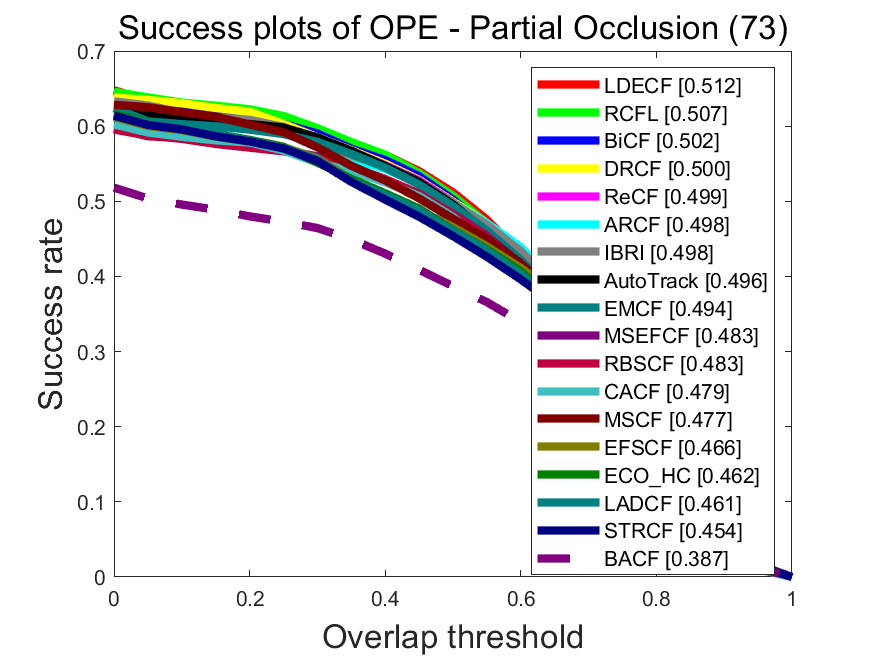 Success plots of OPE - Partial Occlusion (73)
0.7
0.6
0.5
0.4
0.3
0.2
0.1
0
Success rate
LDECF [0.512]
RCFL [0.507]
BiCF [0.502]
DRCF [0.500]
ReCF [0.499]
ARCF [0.498]
IBRI [0.498]
AutoTrack [0.496]
EMCF [0.494]
MSEFCF [0.483]
RBSCF [0.483]
CACF [0.479]
MSCF [0.477]
EFSCF [0.466]
ECO_HC [0.462]
LADCF [0.461]
STRCF [0.454]
BACF [0.387]
0 0.2 0.4 0.6 0.8 1
Overlap threshold